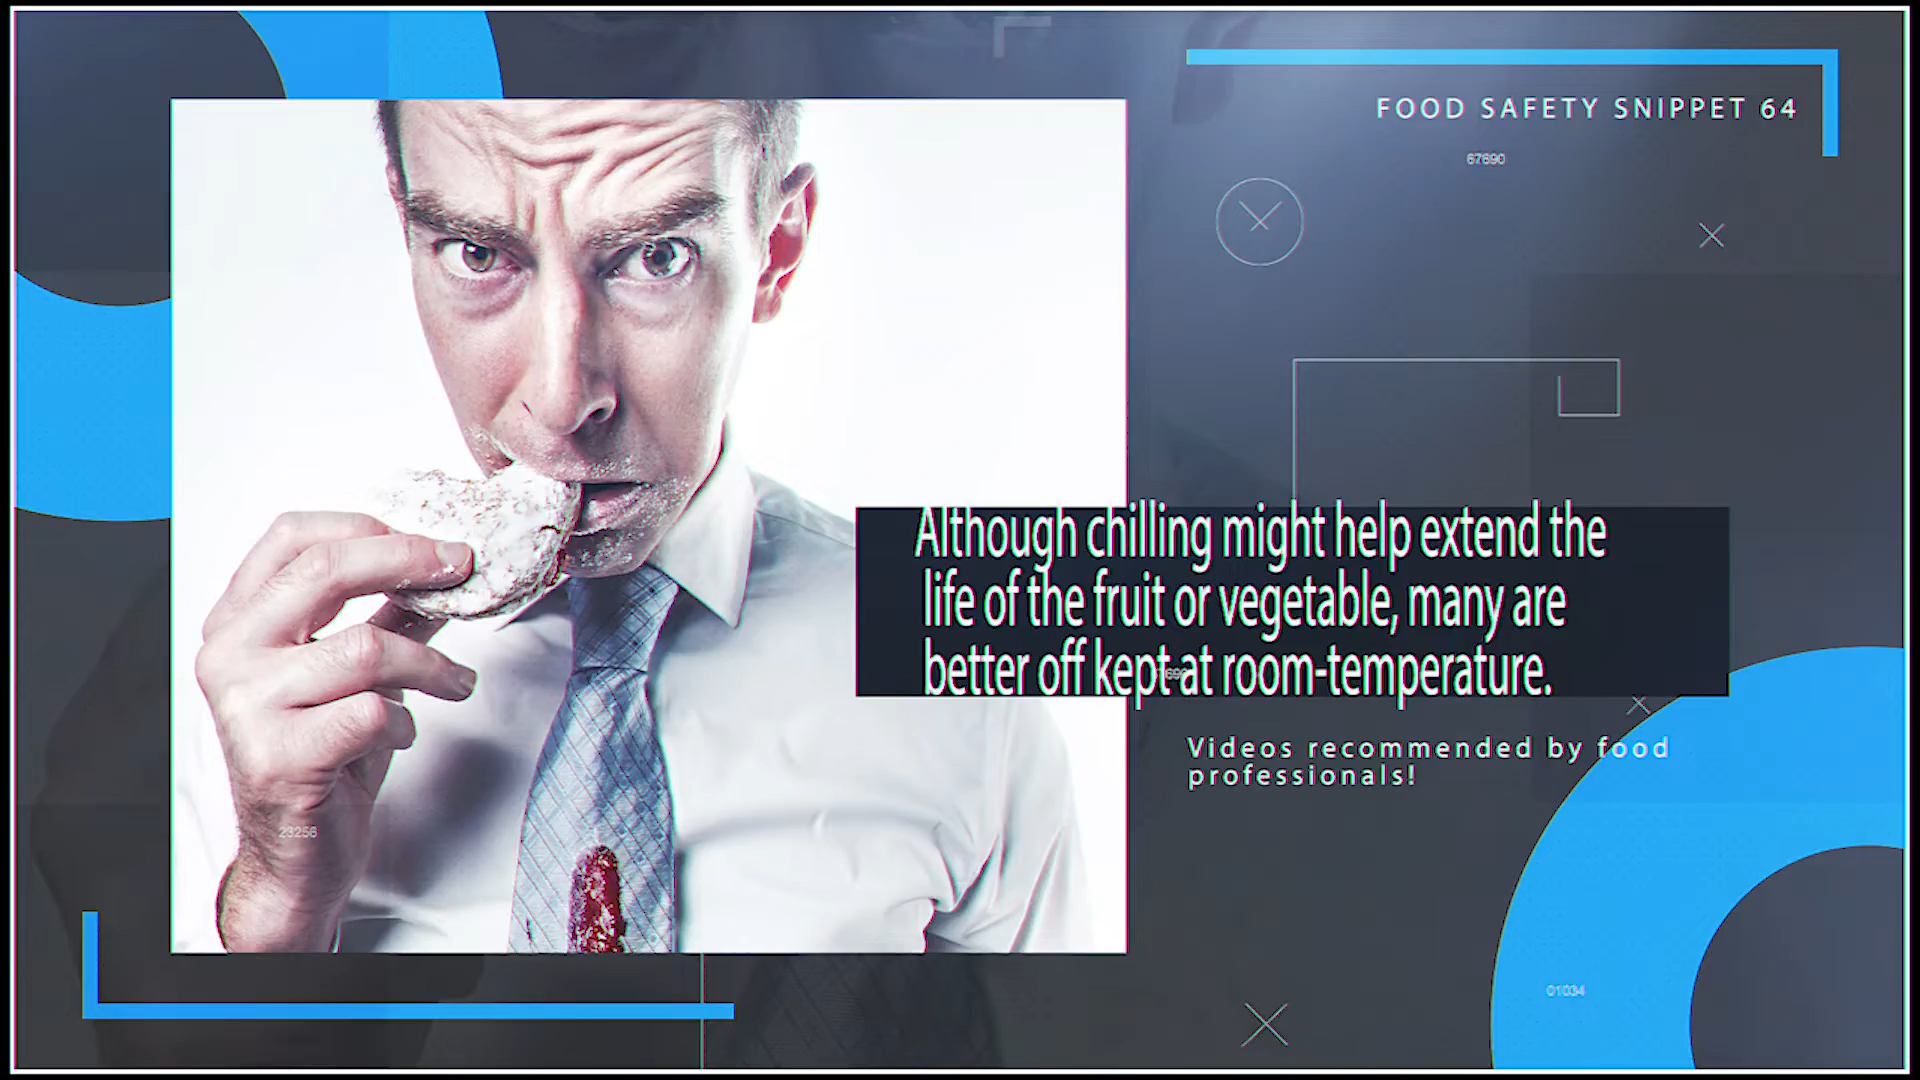 FOOD SAFETY SNIPPET 64
67690
Although chilling might help extend the
life of the fruit or vegetable, many are
better off kept at room-temperature.
Videos recommended by food
professionals!
23256
01034